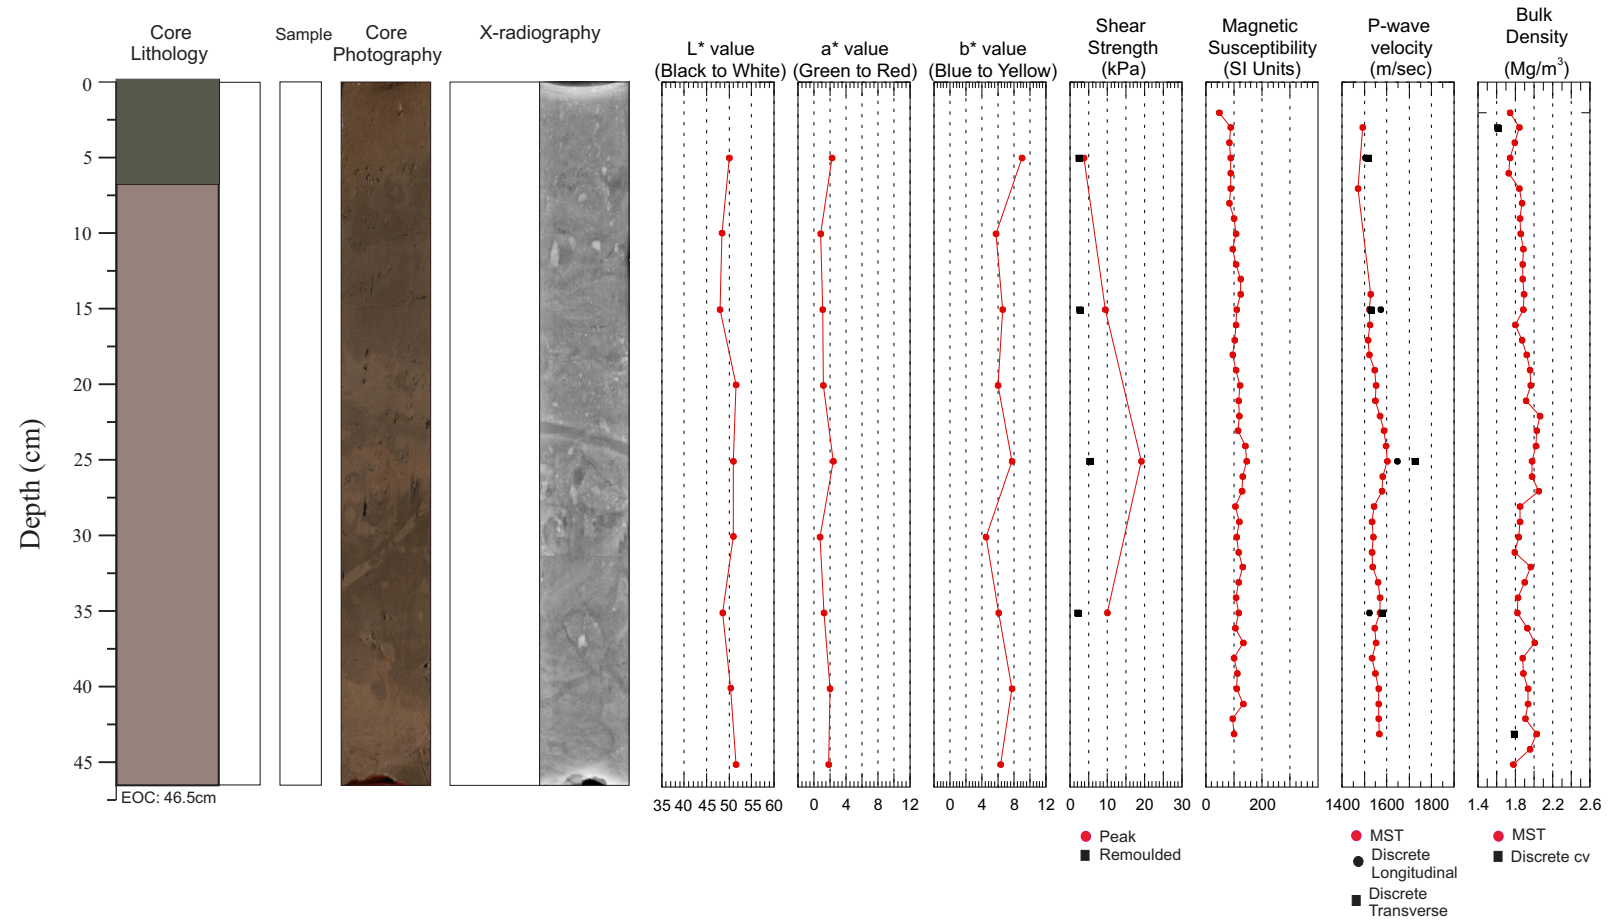 Core
Lithology
Sample
Core
Photography
X-radiography
L* value
(Black to White)
a* value
(Green to Red)
b* value
(Blue to Yellow)
Shear
Strength
(kPa)
Magnetic
Susceptibility
(SI Units)
P-wave
velocity
(m/sec)
Bulk
Density
(Mg/m³)
Depth (cm)
0
5
10
15
20
25
30
35
40
45
EOC: 46.5cm
35 40 45 50 55 60
0 4 8 12
0 4 8 12
0 10 20 30
0 200
1400 1600 1800
1.4 1.8 2.2 2.6
Peak
Remoulded
MST
Discrete
Longitudinal
Discrete
Transverse
MST
Discrete cv